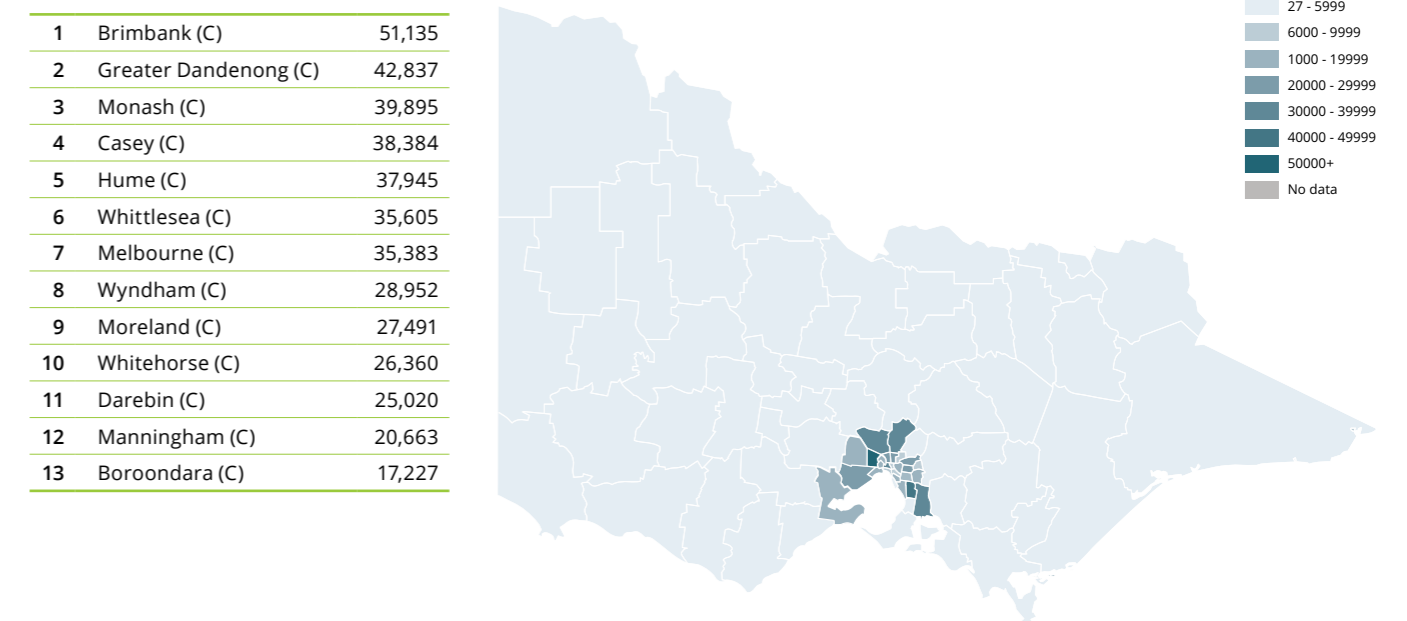 1 Brimbank (C) 51,135
2 Greater Dandenong (C) 42,837
3 Monash (C) 39,895
4 Casey (C) 38,384
5 Hume (C) 37,945
6 Whittlesea (C) 35,605
7 Melbourne (C) 35,383
8 Wyndham (C) 28,952
9 Moreland (C) 27,491
10 Whitehorse (C) 26,360
11 Darebin (C) 25,020
12 Manningham (C) 20,663
13 Boroondara (C) 17,227
27 - 5999
6000 - 9999
1000 - 19999
20000 - 29999
30000 - 39999
40000 - 49999
50000+
No data